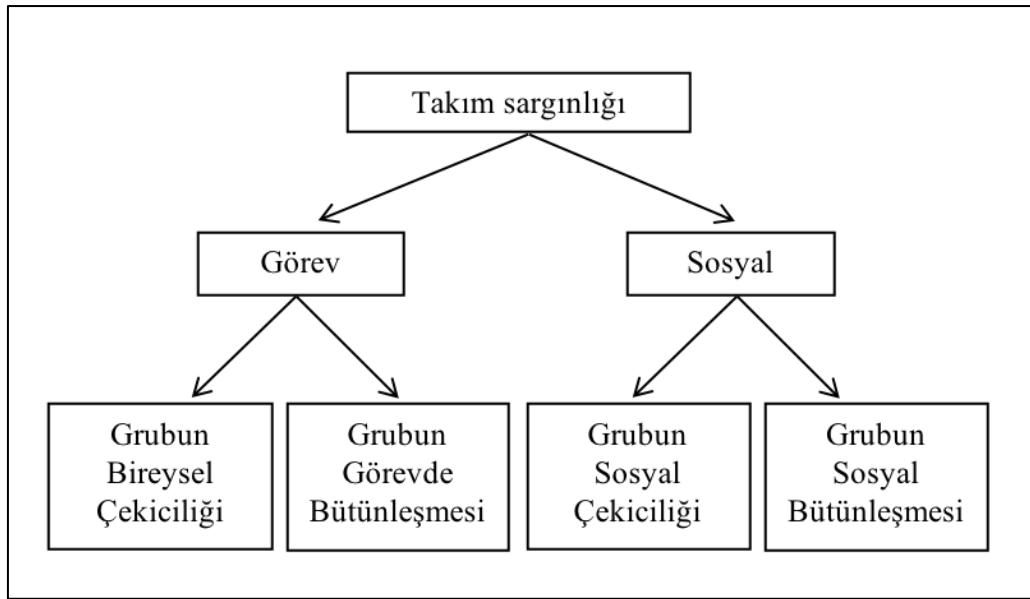 Takım sargınlığı
Görev
Sosyal
Grubun
Bireysel
Çekiciliği
Grubun
Görevde
Bütünleşmesi
Grubun
Sosyal
Çekiciliği
Grubun
Sosyal
Bütünleşmesi